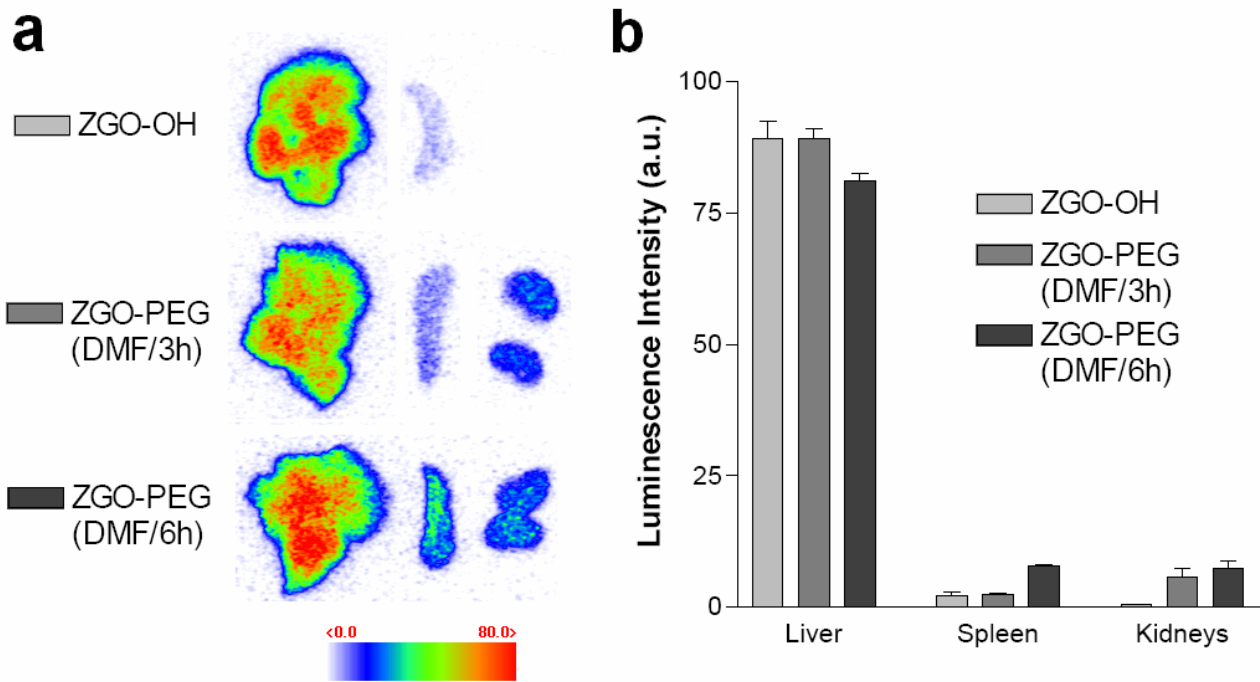 a
ZGO-OH
ZGO-PEG
(DMF/3h)
ZGO-PEG
(DMF/6h)
<0.0 80.0>
b
Luminescence Intensity (a.u.)
100
75
50
25
0
Liver Spleen Kidneys
ZGO-OH
ZGO-PEG
(DMF/3h)
ZGO-PEG
(DMF/6h)